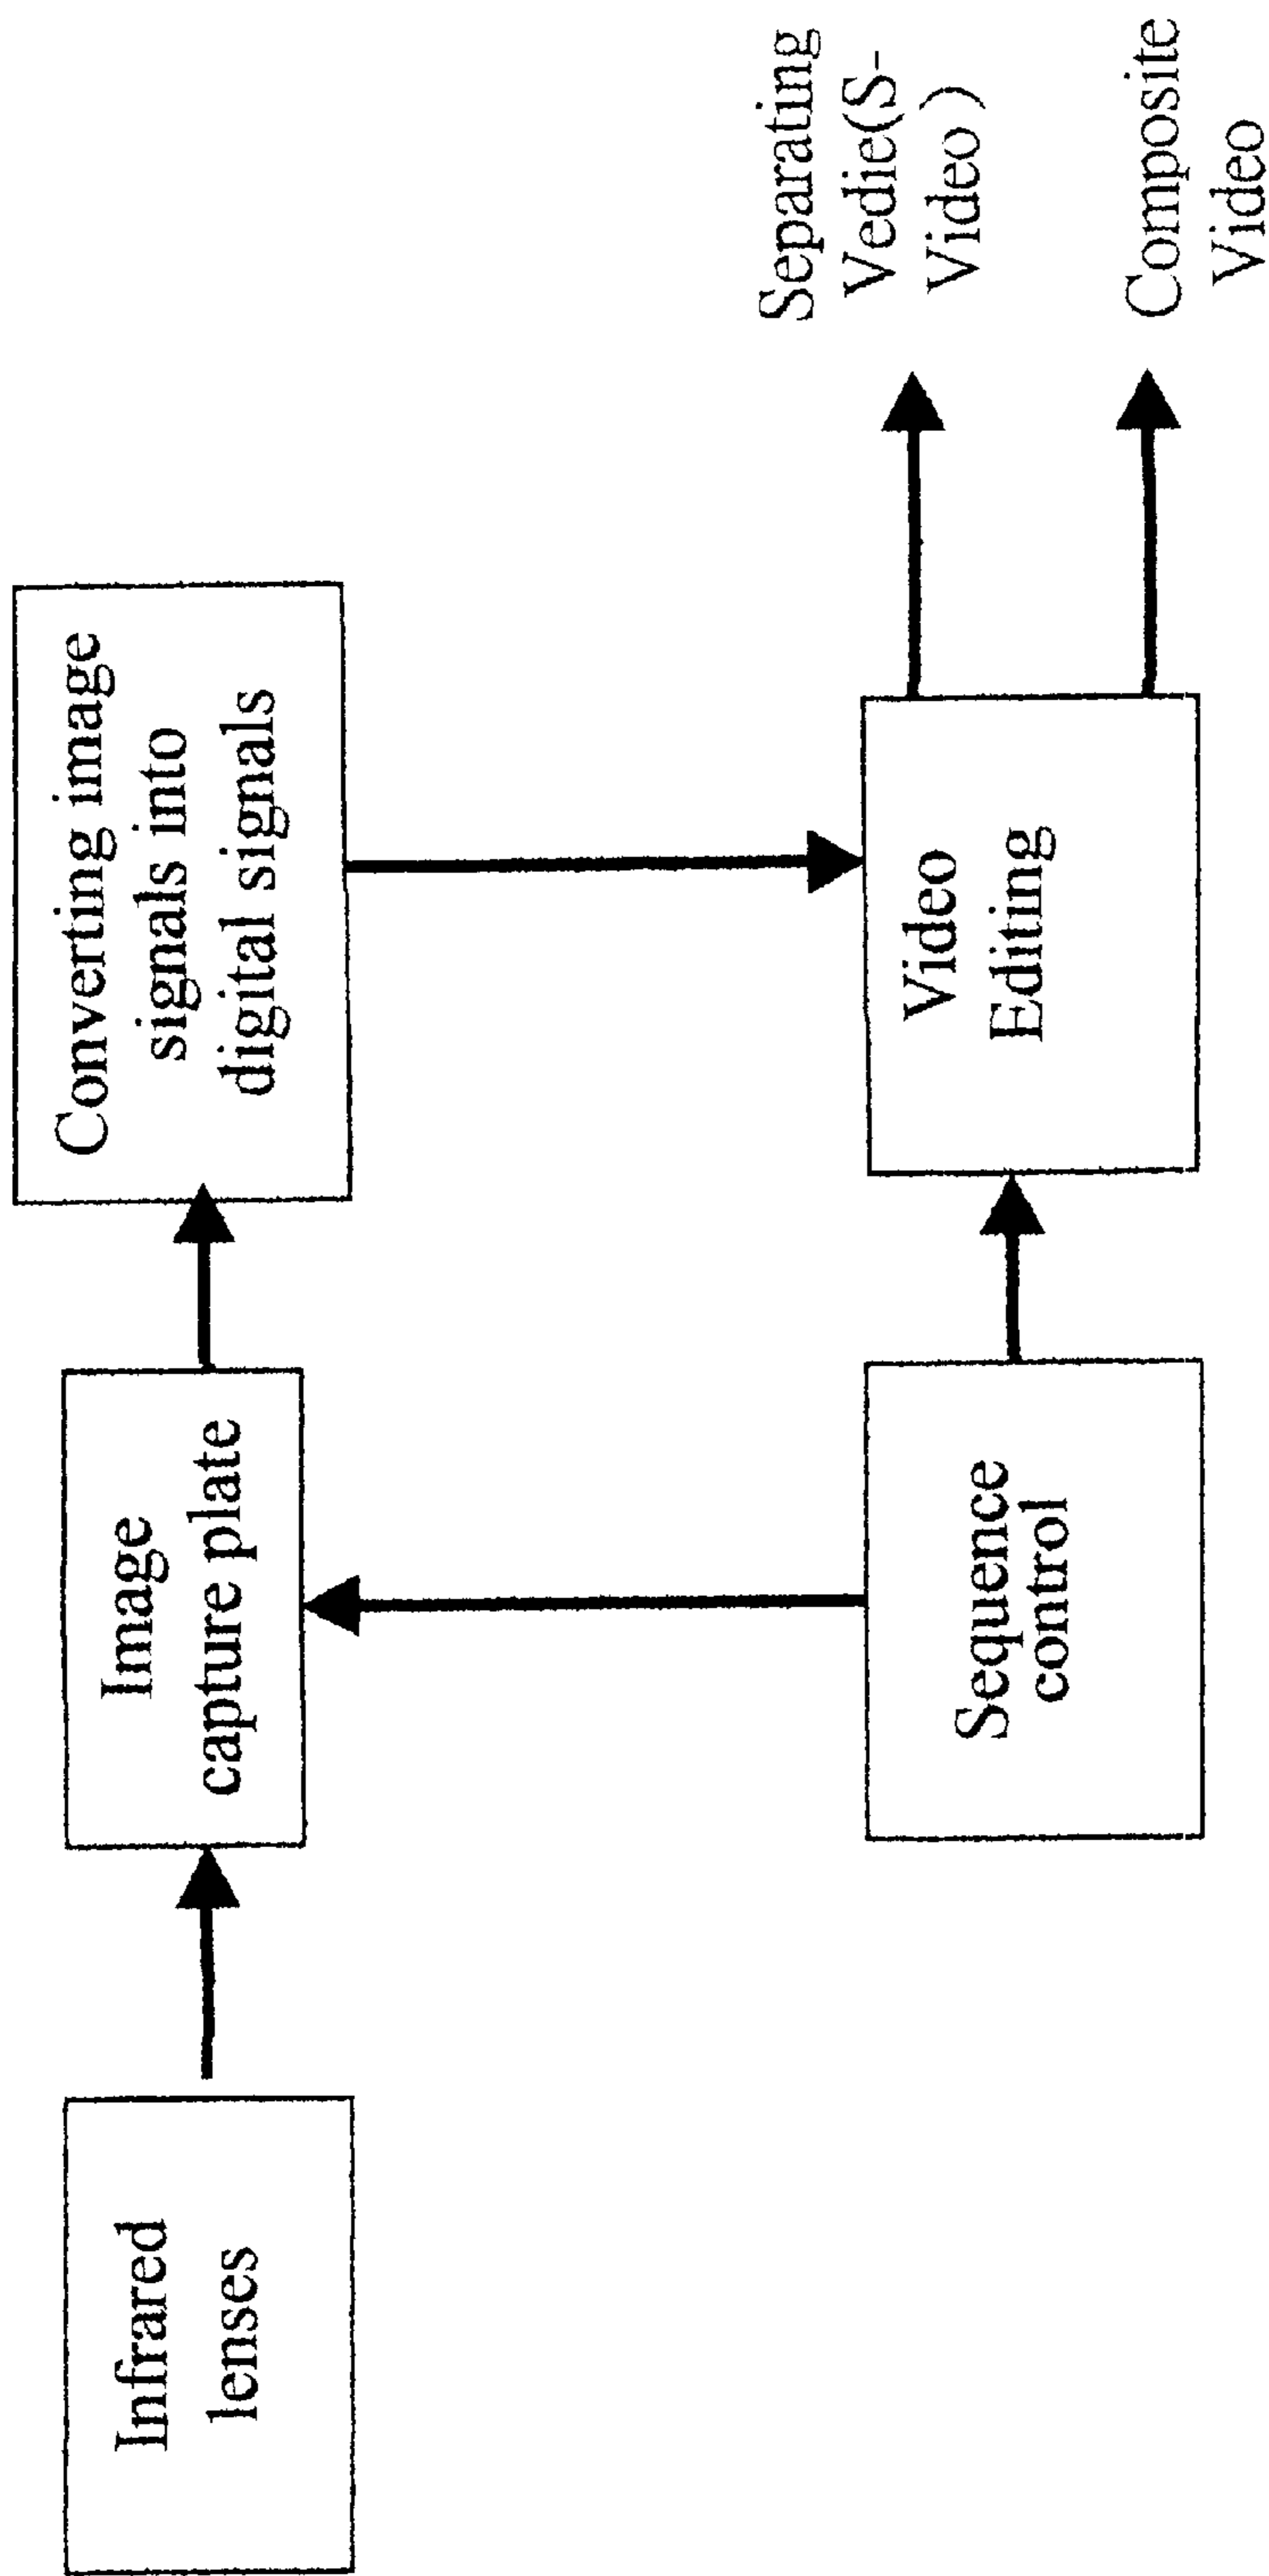 Infrared
lenses
Image
capture plate
Converting image
signals into
digital signals
Sequence
control
Video
Editing
Separating
Vedie(S-
Video )
Composite
Video